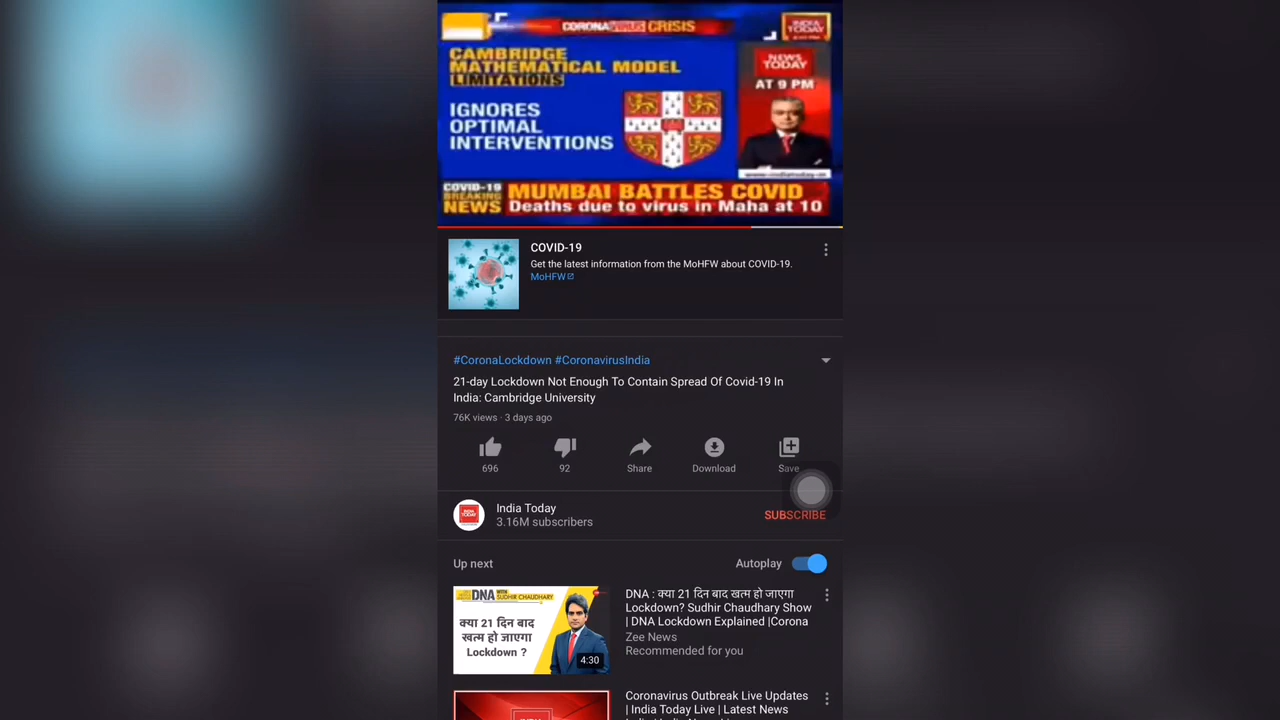 CORONAVIRUS CRISIS
INDIA
TODAY
CAMBRIDGE
MATHEMATICAL MODEL
LIMITATIONS
IGNORES
OPTIMAL
INTERVENTIONS
NEWS
TODAY
AT 9 PM
COVID-19
BREAKING
NEWS
MUMBAI BATTLES COVID
Deaths due to virus in Maha at 10
COVID-19
Get the latest information from the MoHFW about COVID-19.
MoHFW
#CoronaLockdown #CoronavirusIndia
21-day Lockdown Not Enough To Contain Spread Of Covid-19 In
India: Cambridge University
76K views · 3 days ago
696
92
Share
Download
Save
India Today
3.16M subscribers
SUBSCRIBE
Up next
Autoplay
DNA WITH SUDHIR CHAUDHARY
क्या 21 दिन बाद
खत्म हो जाएगा
Lockdown ?
4:30
DNA : क्या 21 दिन बाद खत्म हो जाएगा
Lockdown? Sudhir Chaudhary Show
| DNA Lockdown Explained |Corona
Zee News
Recommended for you
Coronavirus Outbreak Live Updates
| India Today Live | Latest News